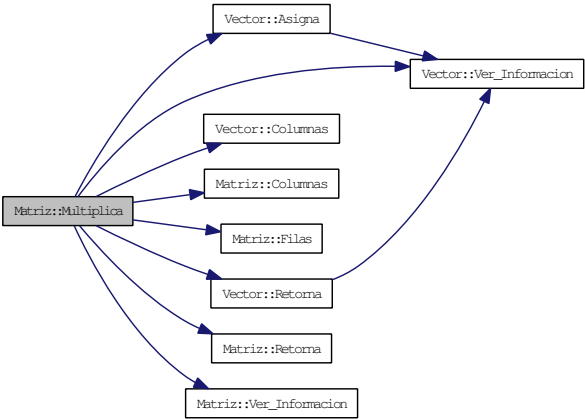 Vector::Asigna
Vector::Ver_Informacion
Vector::Columnas
Matriz::Columnas
Matriz::Multiplica
Matriz::Filas
Vector::Retorna
Matriz::Retorna
Matriz::Ver_Informacion